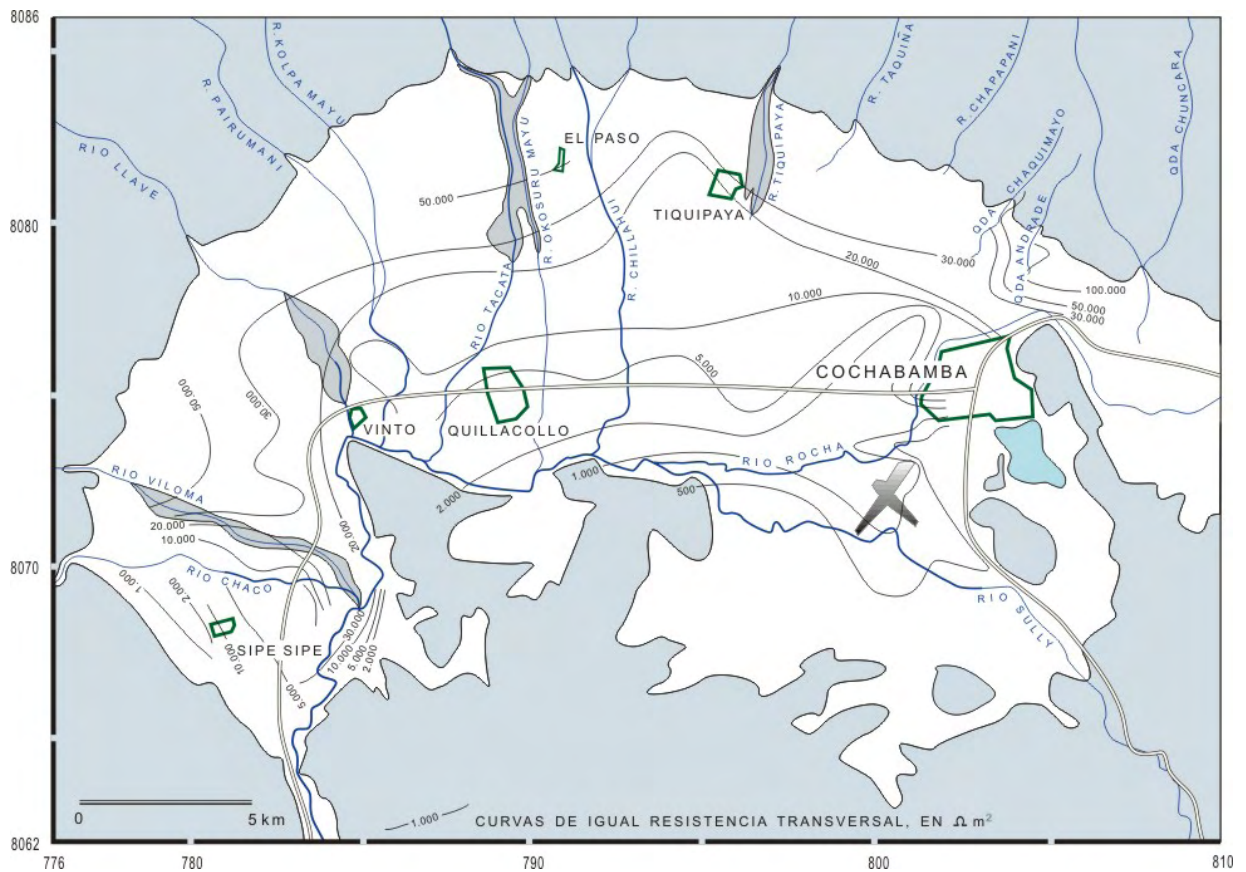 8086
R. KOLPA MAYU
R. PAIRUMANI
RIO LLAVE
R. TAQUIÑA
R. CHAPAPANI
QDA CHUNCARA
QDA CHAQUIMAYO
QDA ANDRADE
R. OKOSURU MAYU
EL PASO
50.000
R. TIQUIPAYA
TIQUIPAYA
8080
R. CHILLAHUI
RIO TACATA
20.000
30.000
100.000
50.000
30.000
10.000
5.000
COCHABAMBA
50.000
30.000
VINTO
QUILLACOLLO
RIO ROCHA
RIO VILOMA
2.000
1.000
500
20.000
10.000
20.000
8070
RIO CHACO
1.000
2.000
10.000
5.000
SIPE SIPE
10.000
30.000
5.000
2.000
RIO SULLY
0
5 km
1.000
CURVAS DE IGUAL RESISTENCIA TRANSVERSAL, EN Ω m²
8062
776
780
790
800
810